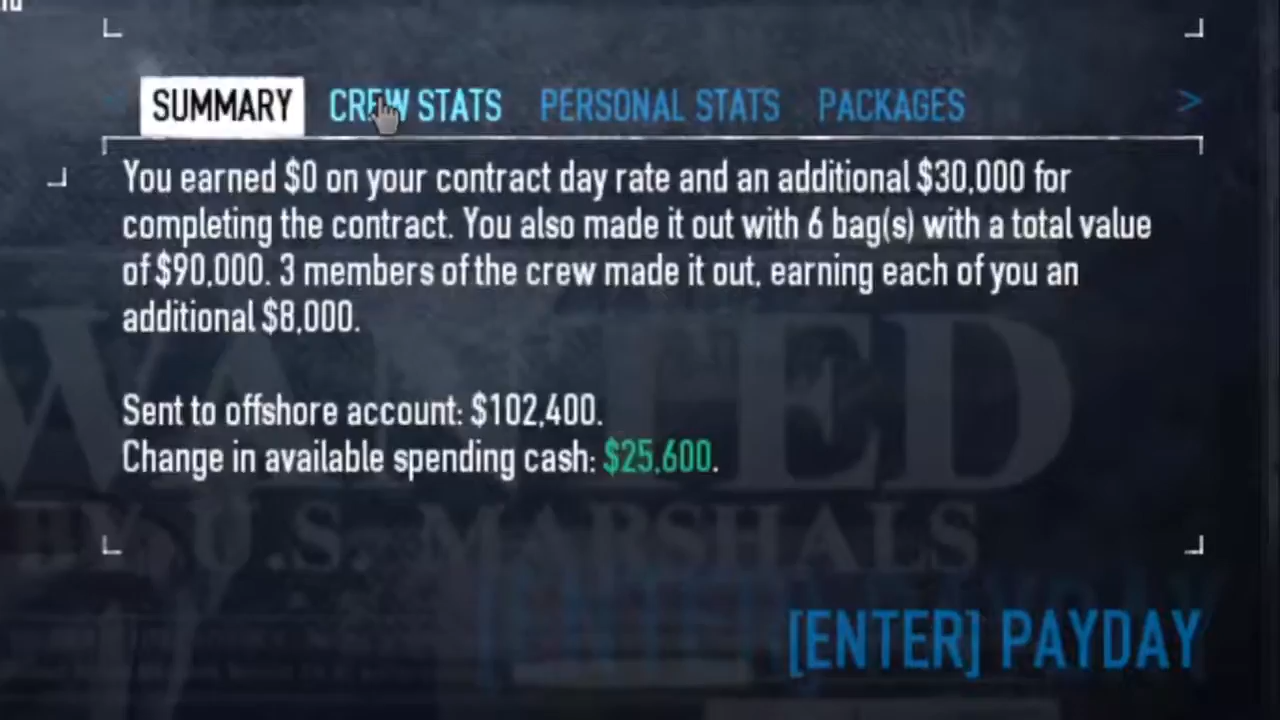 SUMMARY CREW STATS PERSONAL STATS PACKAGES >
You earned $0 on your contract day rate and an additional $30,000 for
completing the contract. You also made it out with 6 bag(s) with a total value
of $90,000. 3 members of the crew made it out, earning each of you an
additional $8,000.
Sent to offshore account: $102,400.
Change in available spending cash: $25,600.
WANTED
BY U.S. MARSHALS
[ENTER] PAYDAY